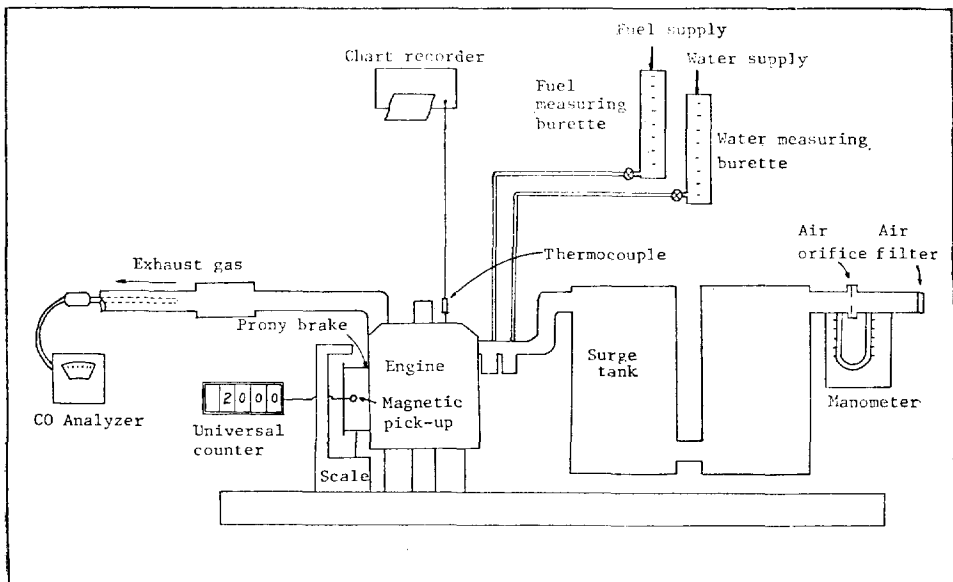 Fuel supply
Chart recorder
Water supply
Fuel
measuring
burette
Water measuring
burette
Air
orifice
Air
filter
Exhaust gas
Thermocouple
Prony brake
Engine
Surge
tank
Magnetic
pick-up
2000
Manometer
CO Analyzer
Universal
counter
Scale